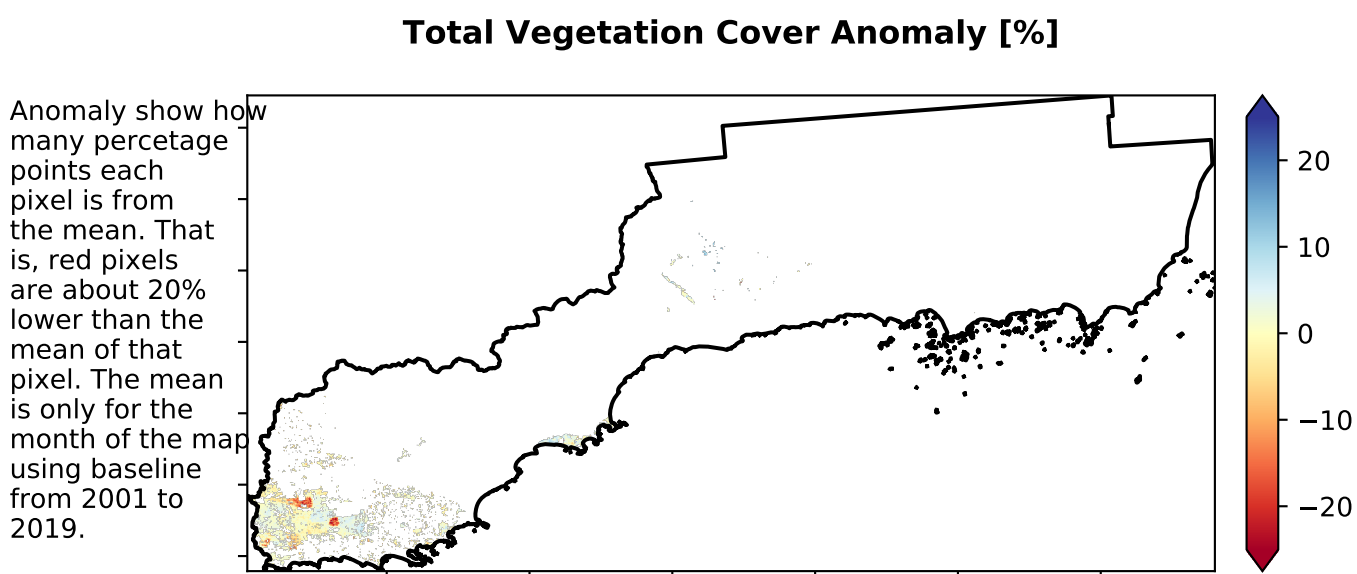 Total Vegetation Cover Anomaly [%]
Anomaly show how
many percetage
points each
pixel is from
the mean. That
is, red pixels
are about 20%
lower than the
mean of that
pixel. The mean
is only for the
month of the map
using baseline
from 2001 to
2019.
20
10
0
−10
−20